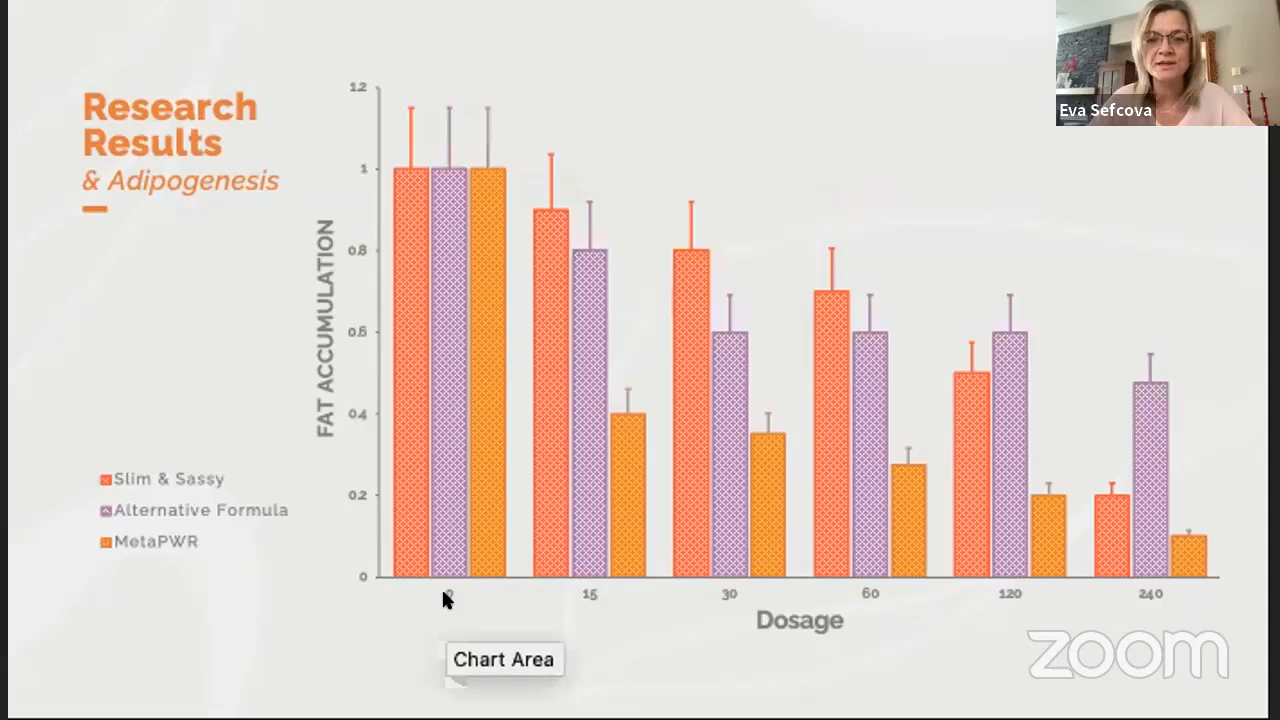 Research
Results
& Adipogenesis
Eva Sefcova
FAT ACCUMULATION
1.2
1
0.8
0.6
0.4
0.2
0
Slim & Sassy
Alternative Formula
MetaPWR
15
30
60
120
240
Dosage
Chart Area
zoom